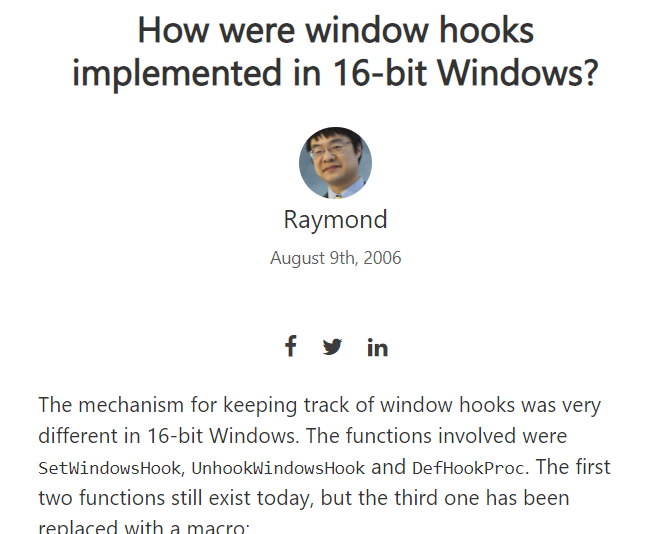 How were window hooks
implemented in 16-bit Windows?
Raymond
August 9th, 2006
The mechanism for keeping track of window hooks was very
different in 16-bit Windows. The functions involved were
SetWindowsHook, UnhookWindowsHook and DefHookProc. The first
two functions still exist today, but the third one has been
replaced with a macro: